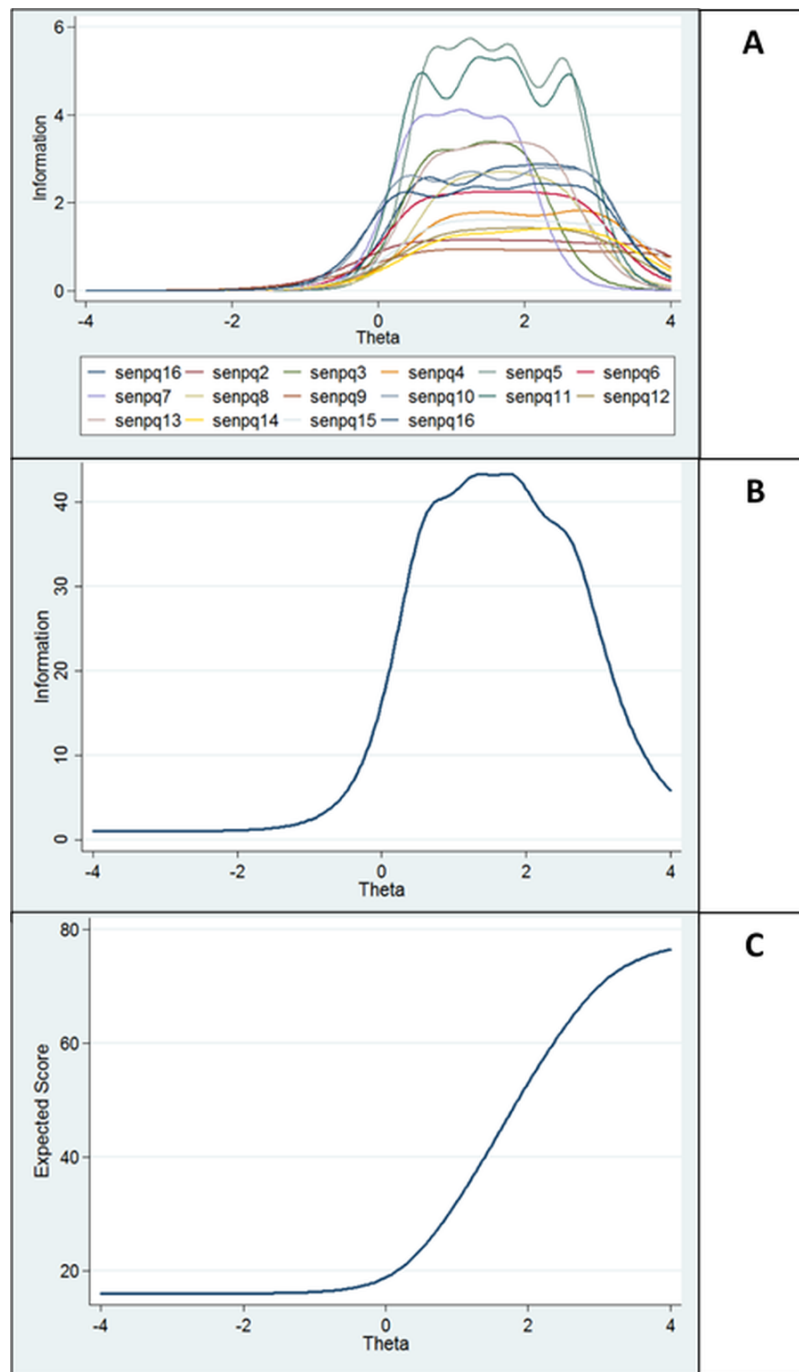 A
6
4
2
0
Information
-4 -2 0 2 4
Theta
senpq16 senpq2 senpq3 senpq4 senpq5 senpq6
senpq7 senpq8 senpq9 senpq10 senpq11 senpq12
senpq13 senpq14 senpq15 senpq16
B
40
30
20
10
0
Information
-4 -2 0 2 4
Theta
C
80
60
40
20
Expected Score
-4 -2 0 2 4
Theta